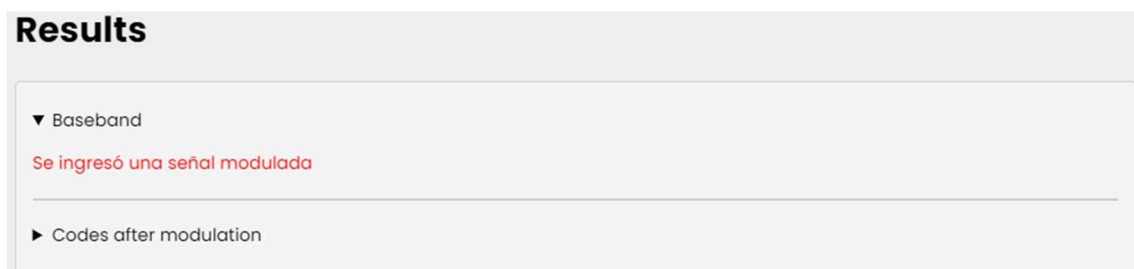 Results
▼ Baseband
Se ingresó una señal modulada
▶ Codes after modulation